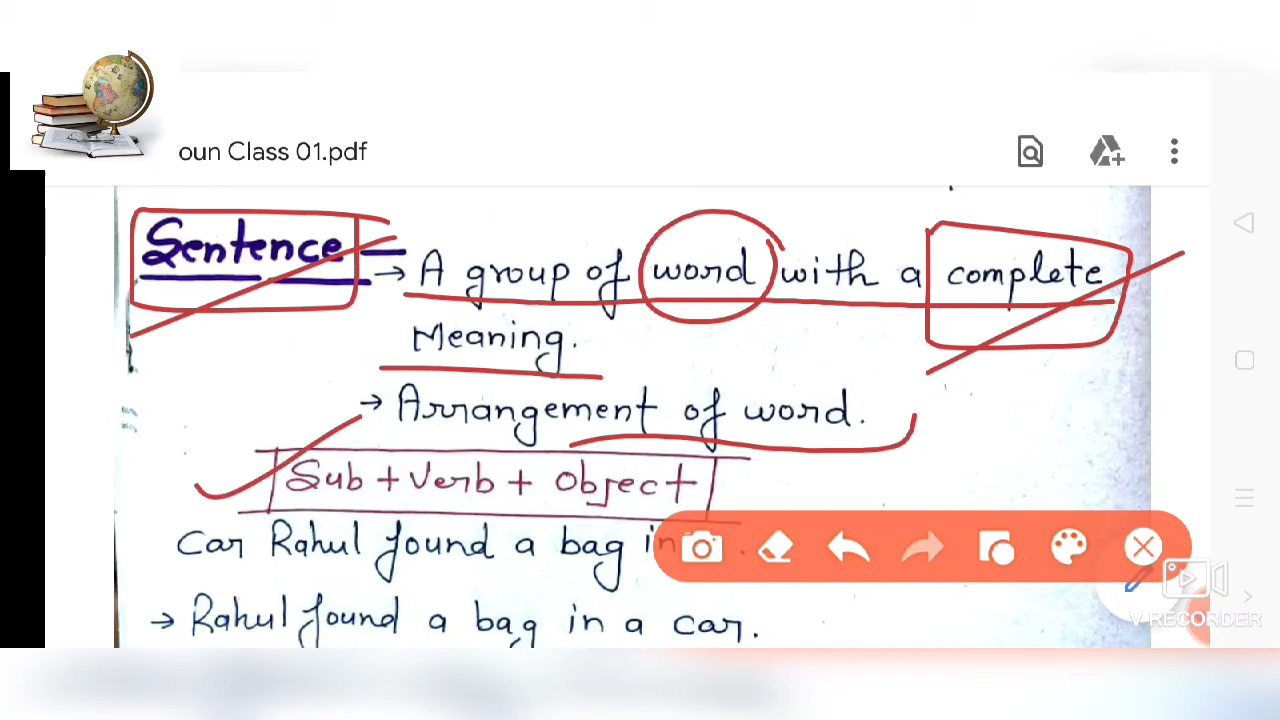 oun Class 01.pdf
Sentence –
→ A group of word with a complete
Meaning.
→ Arrangement of word.
Sub + Verb + Object
Car Rahul found a bag in
→ Rahul found a bag in a car.
V RECORDER